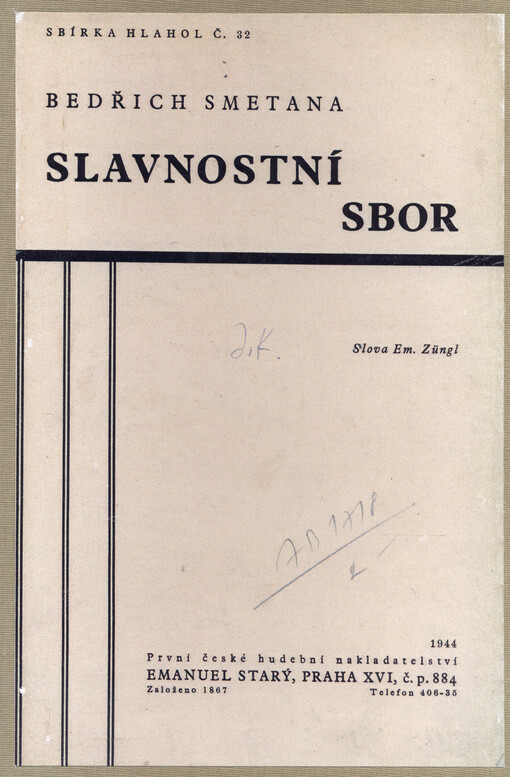 SBÍRKA HLAHOL Č. 32
BEDŘICH SMETANA
SLAVNOSTNÍ
SBOR
Slova Em. Züngl
1944
První české hudební nakladatelství
EMANUEL STARÝ, PRAHA XVI, č. p. 884
Založeno 1867 Telefon 406-35